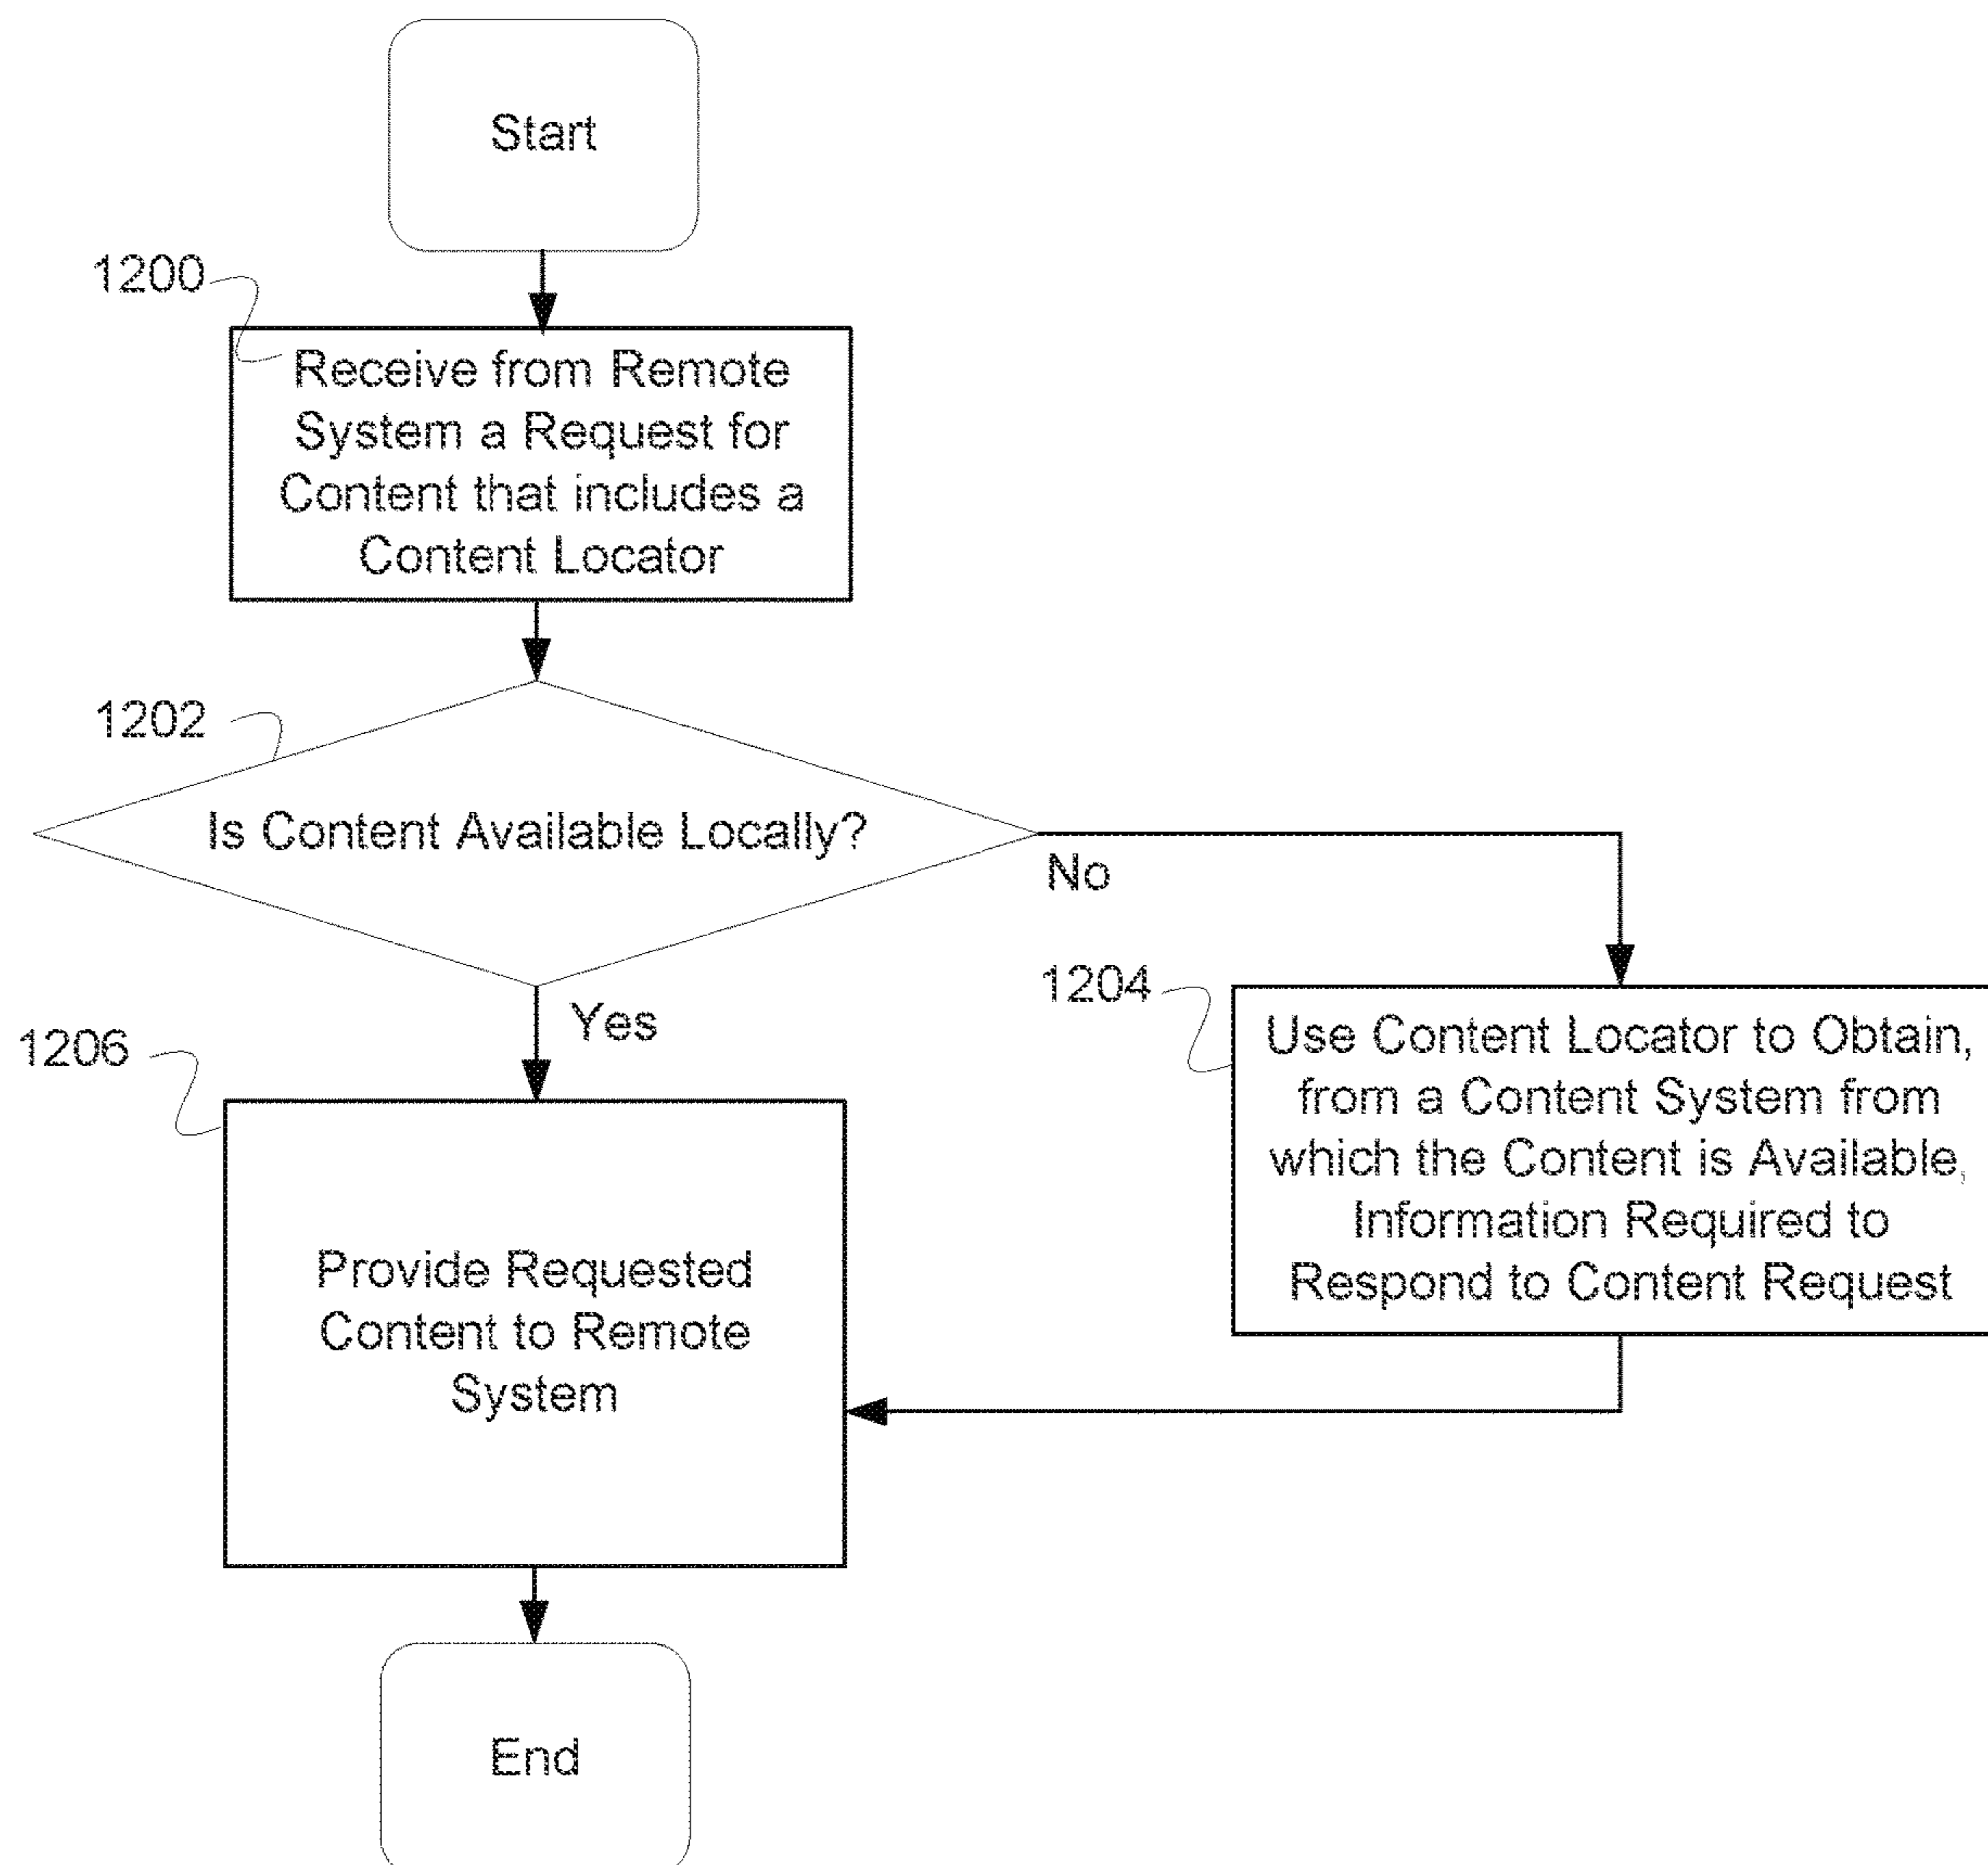 Start
1200
Receive from Remote
System a Request for
Content that includes a
Content Locator
1202
Is Content Available Locally?
No
Yes
1204
Use Content Locator to Obtain,
from a Content System from
which the Content is Available,
Information Required to
Respond to Content Request
1206
Provide Requested
Content to Remote
System
End